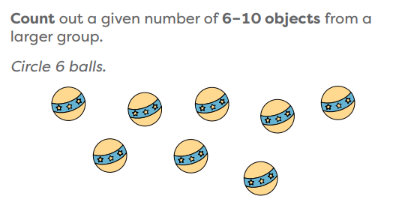 Count out a given number of 6–10 objects from a
larger group.
Circle 6 balls.